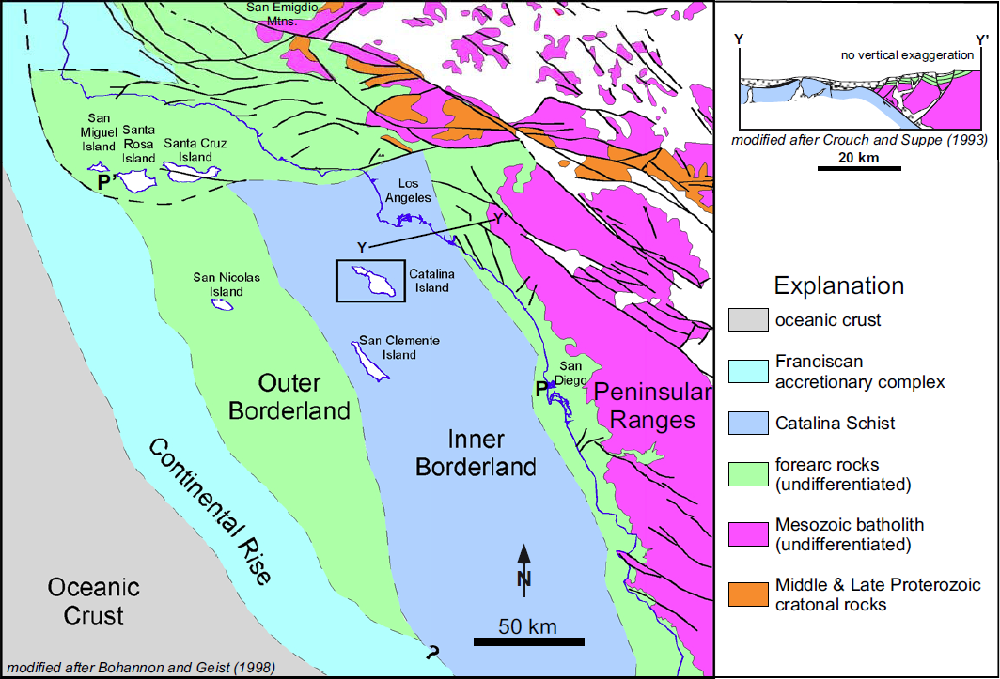 San Emigdio
Mtns.
San
Miguel
Island
Santa
Rosa
Island
Santa Cruz
Island
P'
Los
Angeles
Y
Y'
Catalina
Island
San Nicolas
Island
San Clemente
Island
Outer
Borderland
Inner
Borderland
San
Diego
P
Peninsular
Ranges
Continental Rise
Oceanic
Crust
N
50 km
?
modified after Bohannon and Geist (1998)
Y
Y'
no vertical exaggeration
modified after Crouch and Suppe (1993)
20 km
Explanation
oceanic crust
Franciscan
accretionary complex
Catalina Schist
forearc rocks
(undifferentiated)
Mesozoic batholith
(undifferentiated)
Middle & Late Proterozoic
cratonal rocks